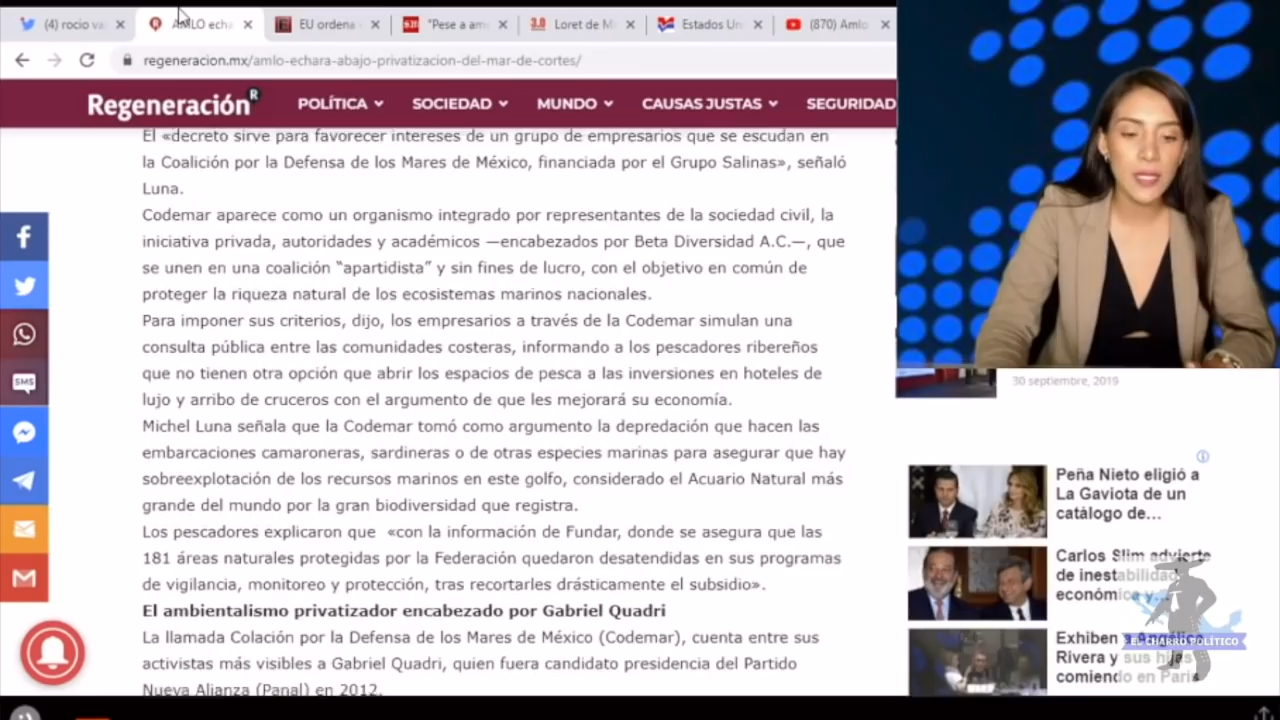 (4) rocio va
AMLO echa
EU ordena
"Pese a am
3.0 Loret de M
Estados Un
(870) Amlo
regeneracion.mx/amlo-echara-abajo-privatizacion-del-mar-de-cortes/
Regeneración R
POLÍTICA
SOCIEDAD
MUNDO
CAUSAS JUSTAS
SEGURIDAD
El «decreto sirve para favorecer intereses de un grupo de empresarios que se escudan en
la Coalición por la Defensa de los Mares de México, financiada por el Grupo Salinas», señaló
Luna.
Codemar aparece como un organismo integrado por representantes de la sociedad civil, la
iniciativa privada, autoridades y académicos —encabezados por Beta Diversidad A.C.—, que
se unen en una coalición “apartidista” y sin fines de lucro, con el objetivo en común de
proteger la riqueza natural de los ecosistemas marinos nacionales.
Para imponer sus criterios, dijo, los empresarios a través de la Codemar simulan una
consulta pública entre las comunidades costeras, informando a los pescadores ribereños
que no tienen otra opción que abrir los espacios de pesca a las inversiones en hoteles de
lujo y arribo de cruceros con el argumento de que les mejorará su economía.
Michel Luna señala que la Codemar tomó como argumento la depredación que hacen las
embarcaciones camaroneras, sardineras o de otras especies marinas para asegurar que hay
sobreexplotación de los recursos marinos en este golfo, considerado el Acuario Natural más
grande del mundo por la gran biodiversidad que registra.
Los pescadores explicaron que «con la información de Fundar, donde se asegura que las
181 áreas naturales protegidas por la Federación quedaron desatendidas en sus programas
de vigilancia, monitoreo y protección, tras recortarles drásticamente el subsidio».
El ambientalismo privatizador encabezado por Gabriel Quadri
La llamada Colación por la Defensa de los Mares de México (Codemar), cuenta entre sus
activistas más visibles a Gabriel Quadri, quien fuera candidato presidencia del Partido
Nueva Alianza (Panal) en 2012.
SMS
30 septiembre, 2019
Peña Nieto eligió a
La Gaviota de un
catálogo de...
Carlos Slim advierte
de inestabilidad
económica y...
Exhiben a Angélica
Rivera y sus hijas
comiendo en París
EL CHARRO POLÍTICO